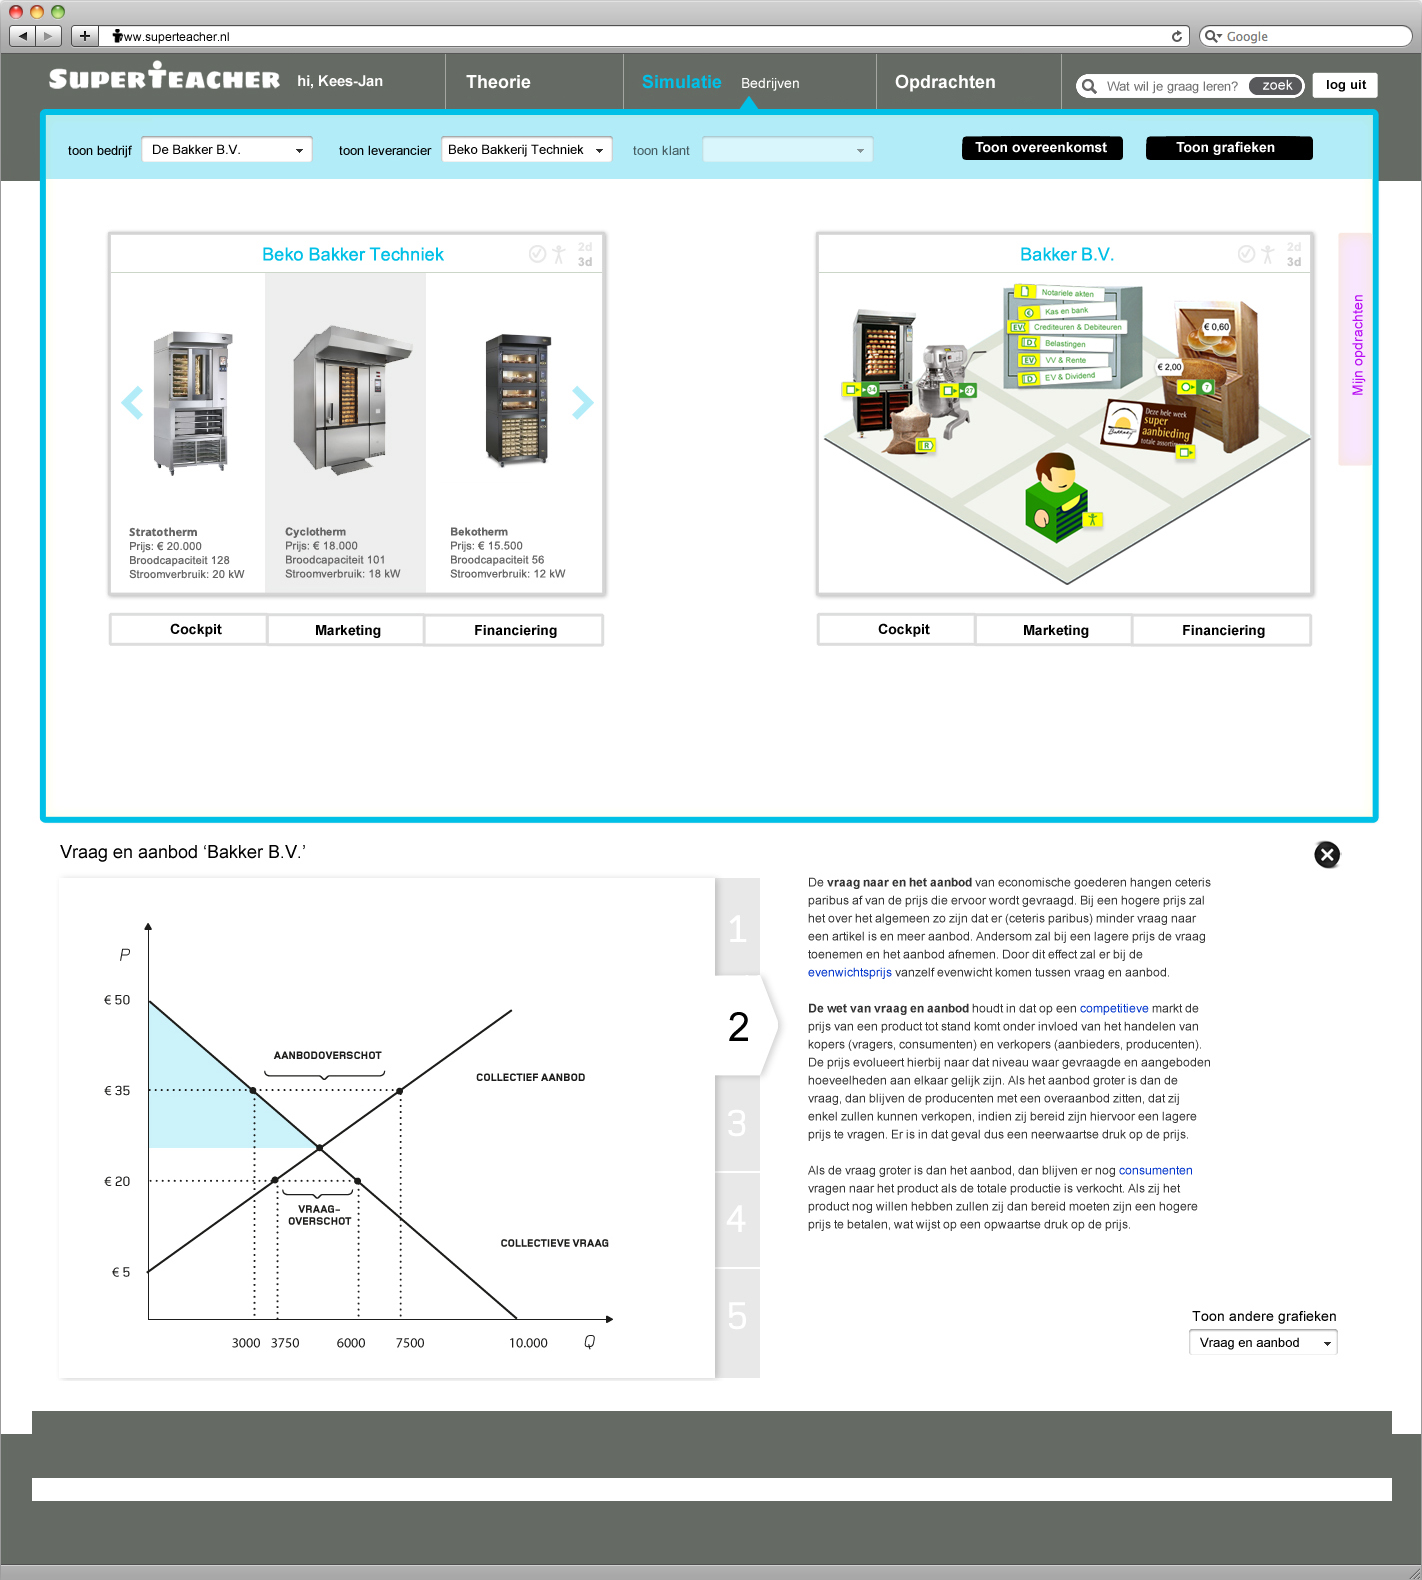 www.superteacher.nl
Google
SUPERTEACHER
hi, Kees-Jan
Theorie
Simulatie
Bedrijven
Opdrachten
Wat wil je graag leren?
zoek
log uit
toon bedrijf
De Bakker B.V.
toon leverancier
Beko Bakkerij Techniek
toon klant
Toon overeenkomst
Toon grafieken
Beko Bakker Techniek
2d
3d
Stratotherm
Prijs: € 20.000
Broodcapaciteit 128
Stroomverbruik: 20 kW
Cyclotherm
Prijs: € 18.000
Broodcapaciteit 101
Stroomverbruik: 18 kW
Bekotherm
Prijs: € 15.500
Broodcapaciteit 56
Stroomverbruik: 12 kW
Cockpit
Marketing
Financiering
Bakker B.V.
2d
3d
Notariele akten
€ Kas en bank
EV Crediteuren & Debiteuren
D Belastingen
EV VV & Rente
D EV & Dividend
€ 0,60
€ 2,00
34
27
7
R
Bakkerij
Deze hele week
super
aanbieding
totale assortiment
Cockpit
Marketing
Financiering
Mijn opdrachten
Vraag en aanbod ‘Bakker B.V.’
P
€ 50
€ 35
€ 20
€ 5
AANBODOVERSCHOT
COLLECTIEF AANBOD
VRAAG-
OVERSCHOT
COLLECTIEVE VRAAG
3000
3750
6000
7500
10.000
Q
1
2
3
4
5
De vraag naar en het aanbod van economische goederen hangen ceteris
paribus af van de prijs die ervoor wordt gevraagd. Bij een hogere prijs zal
het over het algemeen zo zijn dat er (ceteris paribus) minder vraag naar
een artikel is en meer aanbod. Andersom zal bij een lagere prijs de vraag
toenemen en het aanbod afnemen. Door dit effect zal er bij de
evenwichtsprijs vanzelf evenwicht komen tussen vraag en aanbod.
De wet van vraag en aanbod houdt in dat op een competitieve markt de
prijs van een product tot stand komt onder invloed van het handelen van
kopers (vragers, consumenten) en verkopers (aanbieders, producenten).
De prijs evolueert hierbij naar dat niveau waar gevraagde en aangeboden
hoeveelheden aan elkaar gelijk zijn. Als het aanbod groter is dan de
vraag, dan blijven de producenten met een overaanbod zitten, dat zij
enkel zullen kunnen verkopen, indien zij bereid zijn hiervoor een lagere
prijs te vragen. Er is in dat geval dus een neerwaartse druk op de prijs.
Als de vraag groter is dan het aanbod, dan blijven er nog consumenten
vragen naar het product als de totale productie is verkocht. Als zij het
product nog willen hebben zullen zij dan bereid moeten zijn een hogere
prijs te betalen, wat wijst op een opwaartse druk op de prijs.
Toon andere grafieken
Vraag en aanbod